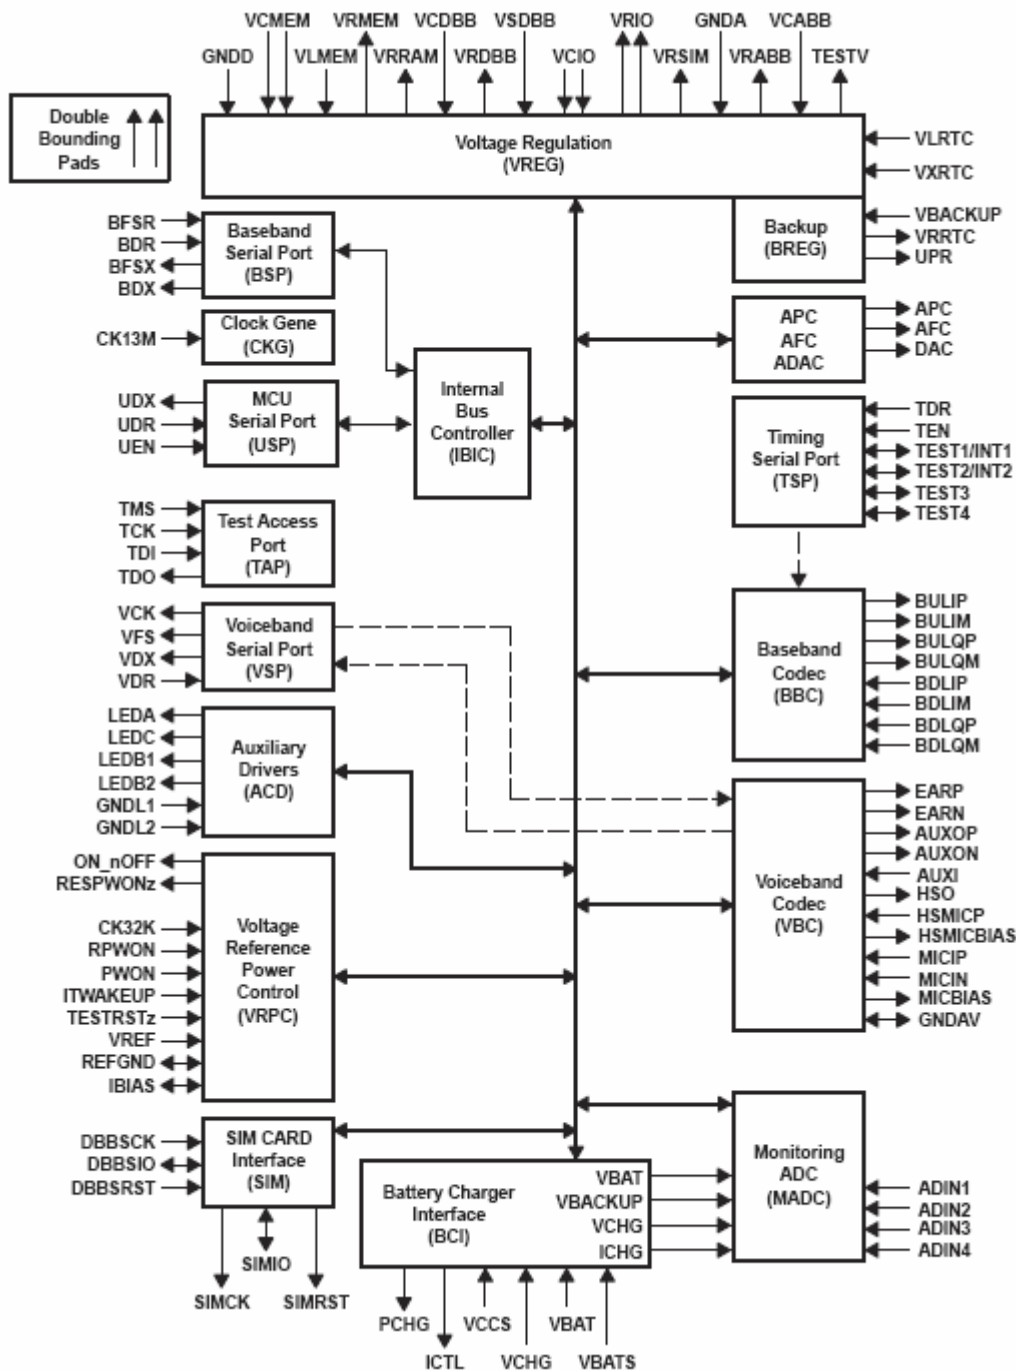 VCMEM VRMEM VCDBB VSDBB VRIO GNDA VCABB
GNDD VLMEM VRRAM VRDBB VCIO VRSIM VRABB TESTV
Double
Bounding
Pads
Voltage Regulation
(VREG)
VLRTC
VXRTC
Backup
(BREG)
VBACKUP
VRRTC
UPR
BFSR
BDR
BFSX
BDX
Baseband
Serial Port
(BSP)
CK13M
Clock Gene
(CKG)
APC
AFC
ADAC
APC
AFC
DAC
UDX
UDR
UEN
MCU
Serial Port
(USP)
Internal
Bus
Controller
(IBIC)
Timing
Serial Port
(TSP)
TDR
TEN
TEST1/INT1
TEST2/INT2
TEST3
TEST4
TMS
TCK
TDI
TDO
Test Access
Port
(TAP)
VCK
VFS
VDX
VDR
Voiceband
Serial Port
(VSP)
Baseband
Codec
(BBC)
BULIP
BULIM
BULQP
BULQM
BDLIP
BDLIM
BDLQP
BDLQM
LEDA
LEDC
LEDB1
LEDB2
GNDL1
GNDL2
Auxiliary
Drivers
(ACD)
Voiceband
Codec
(VBC)
EARP
EARN
AUXOP
AUXON
AUXI
HSO
HSMICP
HSMICBIAS
MICIP
MICIN
MICBIAS
GNDAV
ON_nOFF
RESPWONz
CK32K
RPWON
PWON
ITWAKEUP
TESTRSTz
VREF
REFGND
IBIAS
Voltage
Reference
Power
Control
(VRPC)
DBBSCK
DBBSIO
DBBSRST
SIM CARD
Interface
(SIM)
SIMIO
SIMCK SIMRST
Battery Charger
Interface
(BCI)
VBAT
VBACKUP
VCHG
ICHG
Monitoring
ADC
(MADC)
ADIN1
ADIN2
ADIN3
ADIN4
PCHG VCCS VBAT
ICTL VCHG VBATS